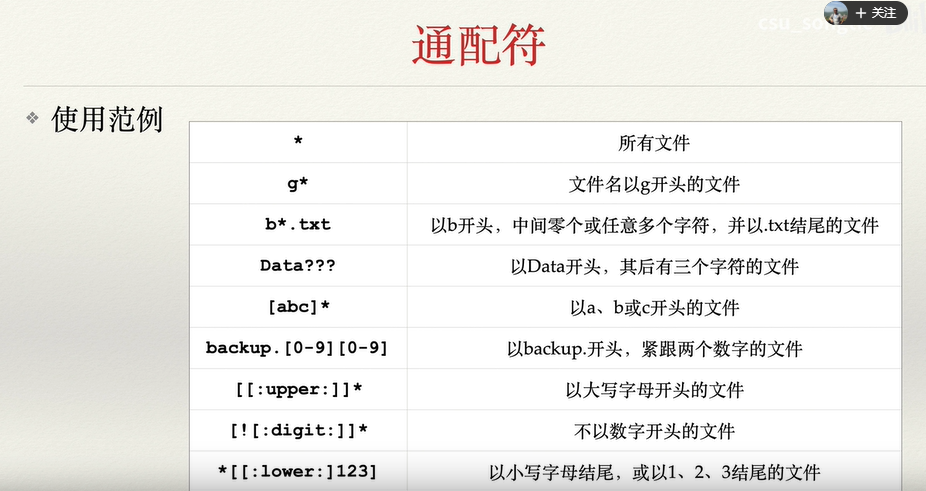 + 关注
通配符
❖ 使用范例
* 所有文件
g* 文件名以g开头的文件
b*.txt 以b开头，中间零个或任意多个字符，并以.txt结尾的文件
Data??? 以Data开头，其后有三个字符的文件
[abc]* 以a、b或c开头的文件
backup.[0-9][0-9] 以backup.开头，紧跟两个数字的文件
[[:upper:]]* 以大写字母开头的文件
[![:digit:]]* 不以数字开头的文件
*[[:lower:]123] 以小写字母结尾，或以1、2、3结尾的文件